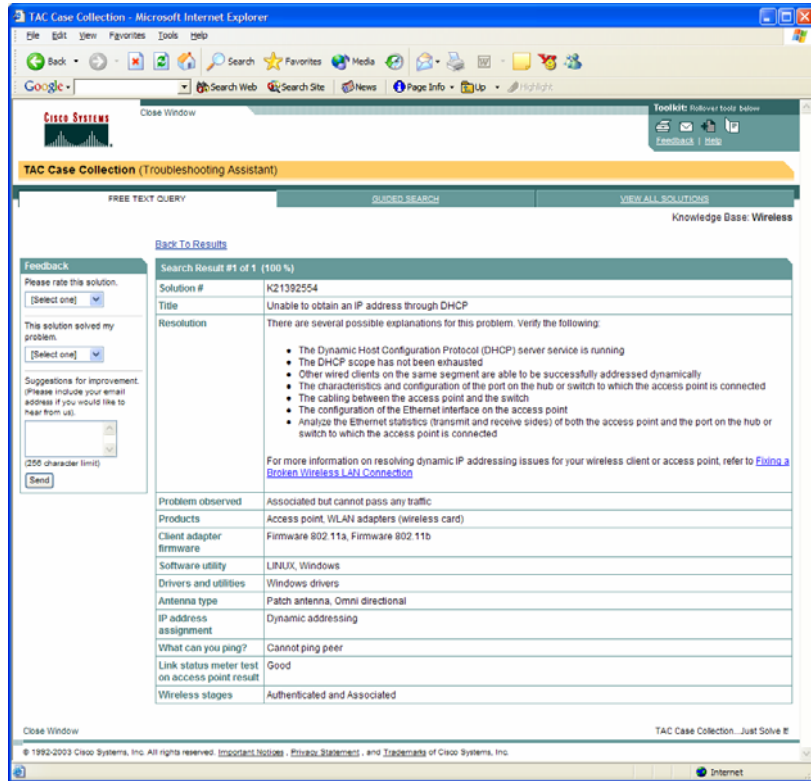 TAC Case Collection - Microsoft Internet Explorer
File Edit View Favorites Tools Help
Back Search Favorites Media
Google Search Web Search Site News Page Info Up Highlight
CISCO SYSTEMS
Close Window
Toolkit: Rollover tools below
Feedback | Help
TAC Case Collection (Troubleshooting Assistant)
FREE TEXT QUERY GUIDED SEARCH VIEW ALL SOLUTIONS
Knowledge Base: Wireless
Back To Results
Feedback
Please rate this solution.
[Select one]
This solution solved my
problem.
[Select one]
Suggestions for improvement.
(Please include your email
address if you would like to
hear from us).
(256 character limit)
Send
Search Result #1 of 1 (100 %)
Solution # K21392554
Title Unable to obtain an IP address through DHCP
Resolution There are several possible explanations for this problem. Verify the following:
• The Dynamic Host Configuration Protocol (DHCP) server service is running
• The DHCP scope has not been exhausted
• Other wired clients on the same segment are able to be successfully addressed dynamically
• The characteristics and configuration of the port on the hub or switch to which the access point is connected
• The cabling between the access point and the switch
• The configuration of the Ethernet interface on the access point
• Analyze the Ethernet statistics (transmit and receive sides) of both the access point and the port on the hub or
switch to which the access point is connected
For more information on resolving dynamic IP addressing issues for your wireless client or access point, refer to Fixing a
Broken Wireless LAN Connection
Problem observed Associated but cannot pass any traffic
Products Access point, WLAN adapters (wireless card)
Client adapter
firmware Firmware 802.11a, Firmware 802.11b
Software utility LINUX, Windows
Drivers and utilities Windows drivers
Antenna type Patch antenna, Omni directional
IP address
assignment Dynamic addressing
What can you ping? Cannot ping peer
Link status meter test
on access point result Good
Wireless stages Authenticated and Associated
Close Window TAC Case Collection...Just Solve It!
© 1992-2003 Cisco Systems, Inc. All rights reserved. Important Notices , Privacy Statement , and Trademarks of Cisco Systems, Inc.
Internet